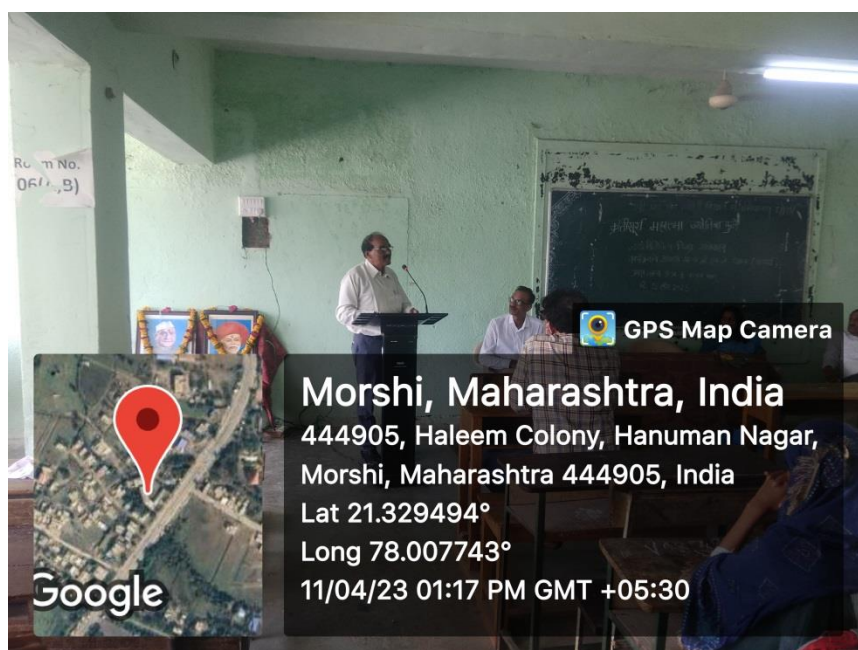 Room No.
क्रांतीसूर्य महात्मा ज्योतिबा फुले
GPS Map Camera
Morshi, Maharashtra, India
444905, Haleem Colony, Hanuman Nagar,
Morshi, Maharashtra 444905, India
Lat 21.329494°
Long 78.007743°
11/04/23 01:17 PM GMT +05:30
Google